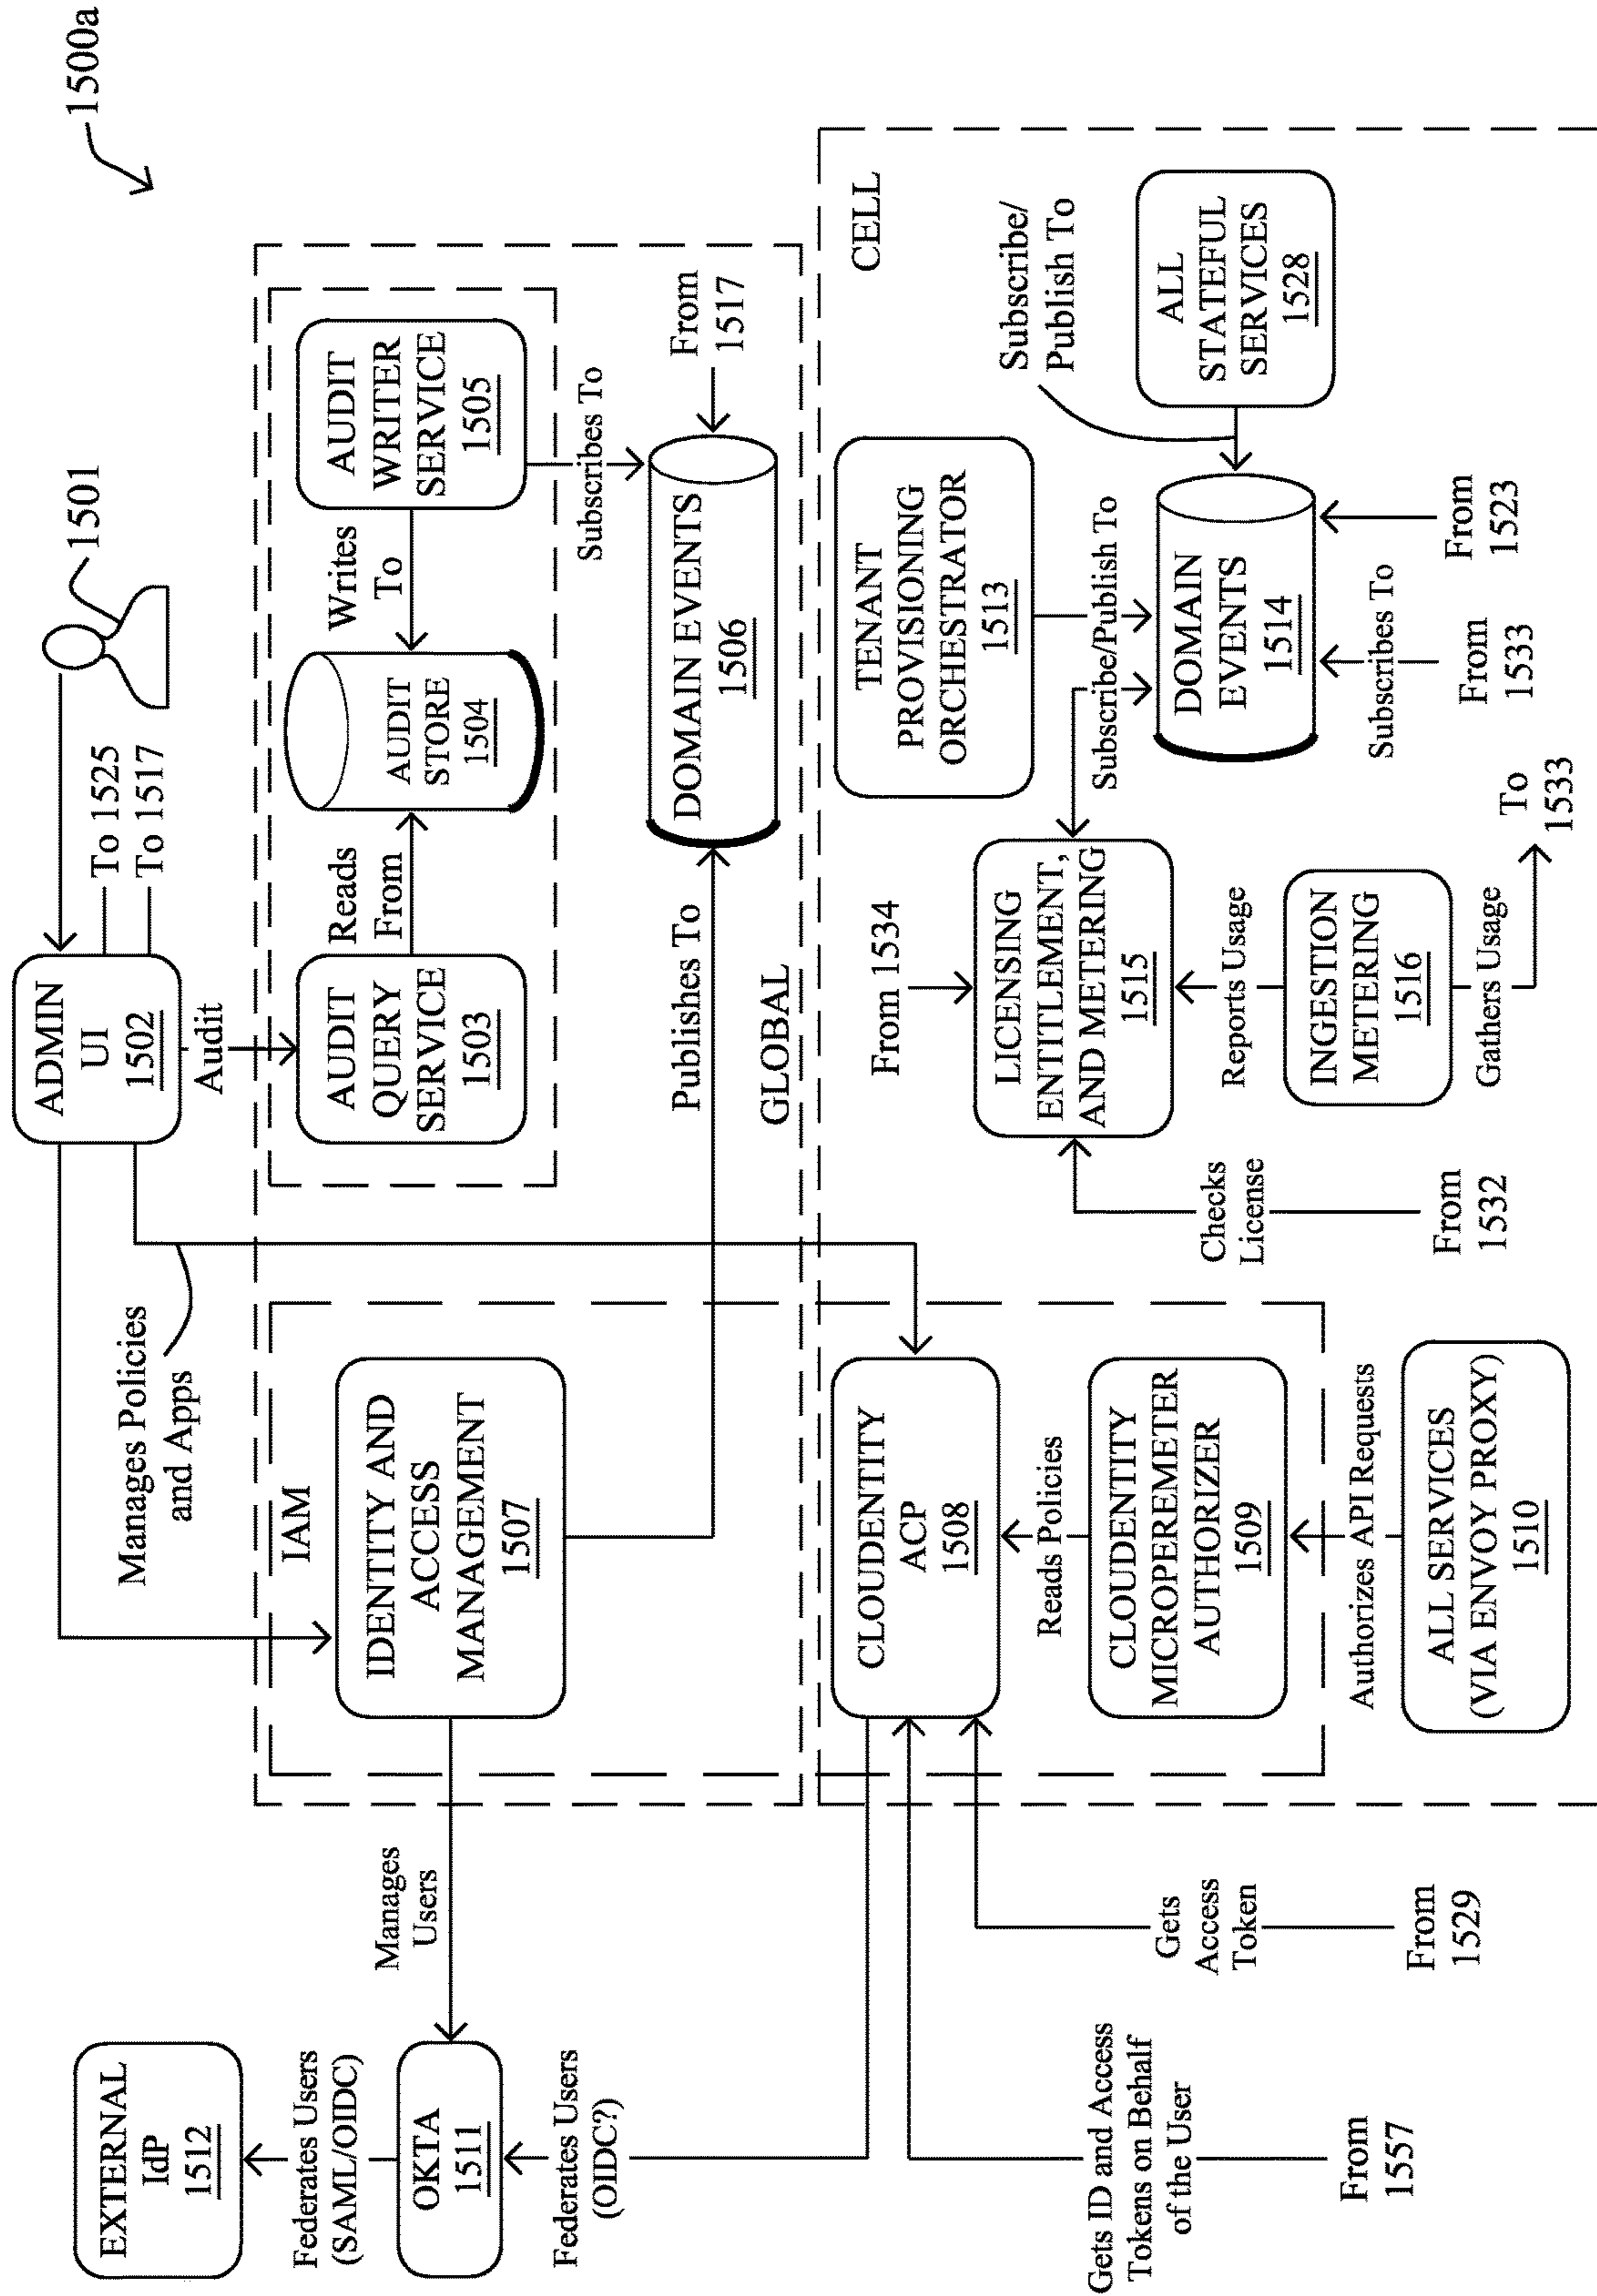 1500a
1501
ADMIN
UI
1502
To 1525
To 1517
Audit
Manages Policies
and Apps
EXTERNAL
IdP
1512
Federates Users
(SAML/OIDC)
OKTA
1511
Federates Users
(OIDC?)
Manages
Users
IAM
IDENTITY AND
ACCESS
MANAGEMENT
1507
AUDIT
QUERY
SERVICE
1503
Reads
From
AUDIT
STORE
1504
Writes
To
AUDIT
WRITER
SERVICE
1505
Subscribes To
Publishes To
DOMAIN EVENTS
1506
From
1517
GLOBAL
CELL
CLOUDENTITY
ACP
1508
Reads Policies
CLOUDENTITY
MICROPEREMETER
AUTHORIZER
1509
Authorizes API Requests
ALL SERVICES
(VIA ENVOY PROXY)
1510
Gets ID and Access
Tokens on Behalf
of the User
From
1557
Gets
Access
Token
From
1529
From 1534
LICENSING
ENTITLEMENT,
AND METERING
1515
Checks
License
From
1532
Reports Usage
INGESTION
METERING
1516
Gathers Usage
To
1533
TENANT
PROVISIONING
ORCHESTRATOR
1513
Subscribe/Publish To
DOMAIN
EVENTS
1514
Subscribes To
From
1533
From
1523
Subscribe/
Publish To
ALL
STATEFUL
SERVICES
1528